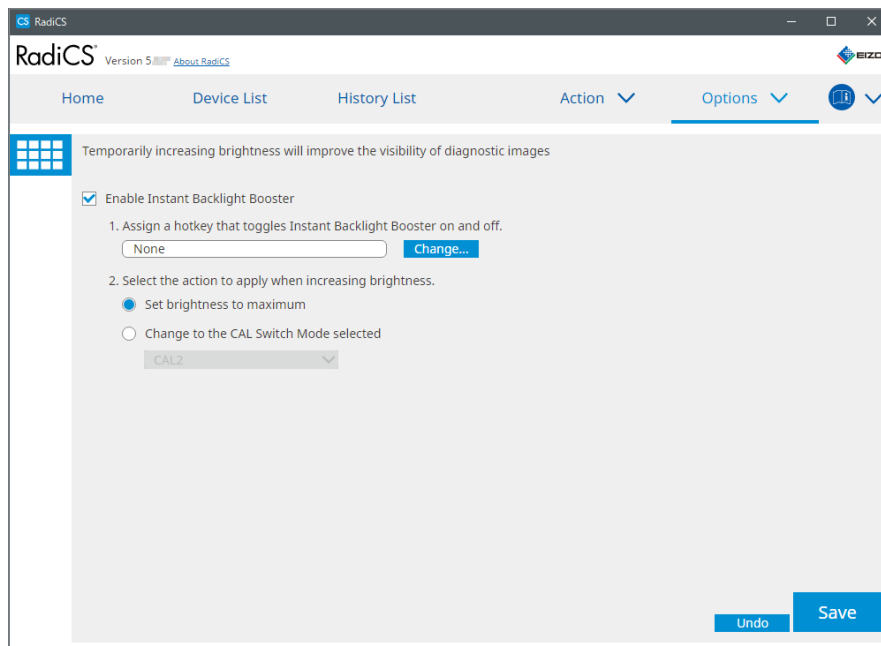 CS RadiCS
RadiCS Version 5. About RadiCS
EIZO
Home Device List History List Action Options
Temporarily increasing brightness will improve the visibility of diagnostic images
Enable Instant Backlight Booster
1. Assign a hotkey that toggles Instant Backlight Booster on and off.
None Change...
2. Select the action to apply when increasing brightness.
Set brightness to maximum
Change to the CAL Switch Mode selected
CAL2
Undo Save